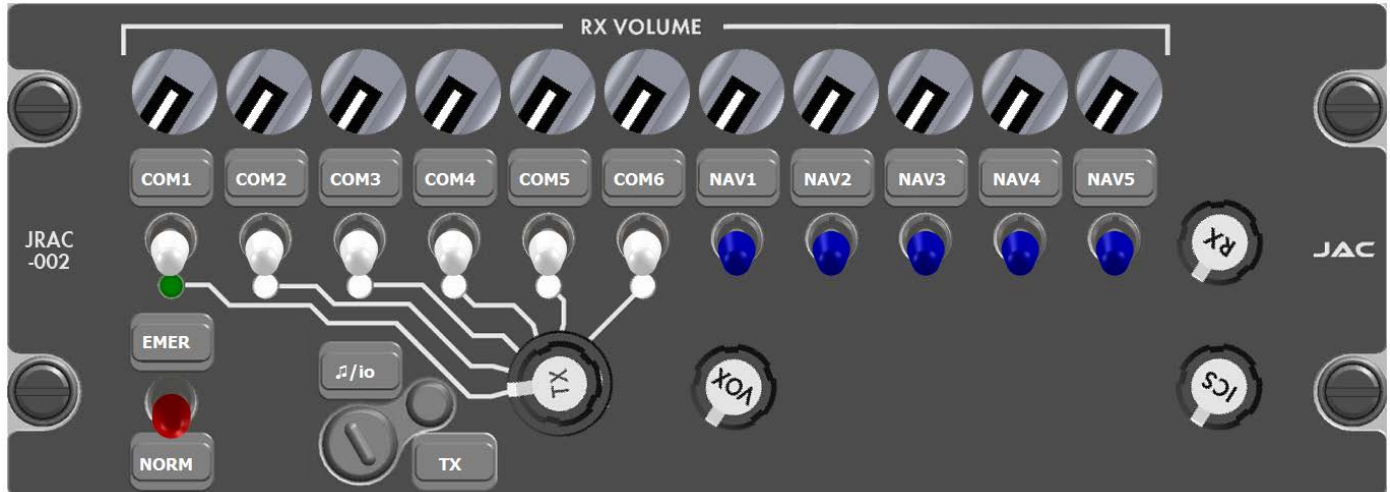 RX VOLUME
COM1 COM2 COM3 COM4 COM5 COM6 NAV1 NAV2 NAV3 NAV4 NAV5
JRAC
-002
RX
JAC
EMER
♫/io
TX
VOX
ICS
NORM
TX